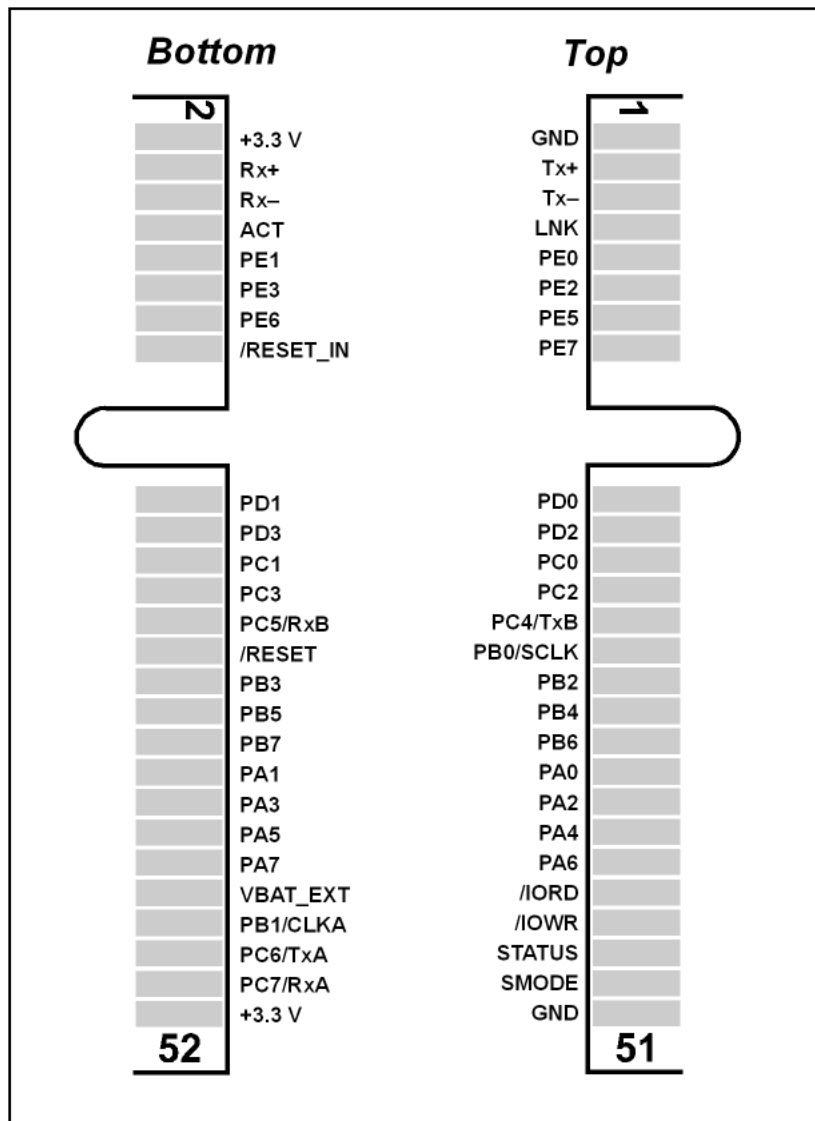 Bottom
Top
2
1
+3.3 V
GND
Rx+
Tx+
Rx–
Tx–
ACT
LNK
PE1
PE0
PE3
PE2
PE6
PE5
/RESET_IN
PE7
PD1
PD0
PD3
PD2
PC1
PC0
PC3
PC2
PC5/RxB
PC4/TxB
/RESET
PB0/SCLK
PB3
PB2
PB5
PB4
PB7
PB6
PA1
PA0
PA3
PA2
PA5
PA4
PA7
PA6
VBAT_EXT
/IORD
PB1/CLKA
/IOWR
PC6/TxA
STATUS
PC7/RxA
SMODE
+3.3 V
GND
52
51